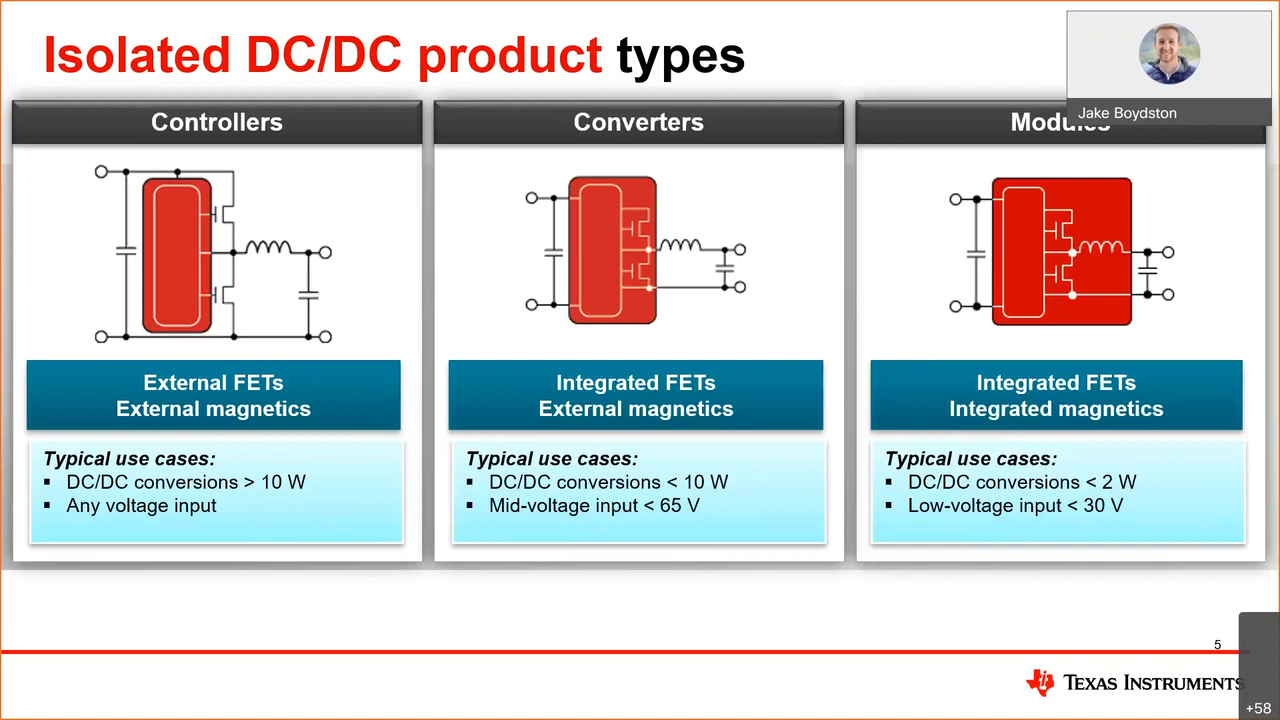 Isolated DC/DC product types
Jake Boydston
Controllers
Converters
Modules
External FETs
External magnetics
Integrated FETs
External magnetics
Integrated FETs
Integrated magnetics
Typical use cases:
▪ DC/DC conversions > 10 W
▪ Any voltage input
Typical use cases:
▪ DC/DC conversions < 10 W
▪ Mid-voltage input < 65 V
Typical use cases:
▪ DC/DC conversions < 2 W
▪ Low-voltage input < 30 V
5
TEXAS INSTRUMENTS
+58